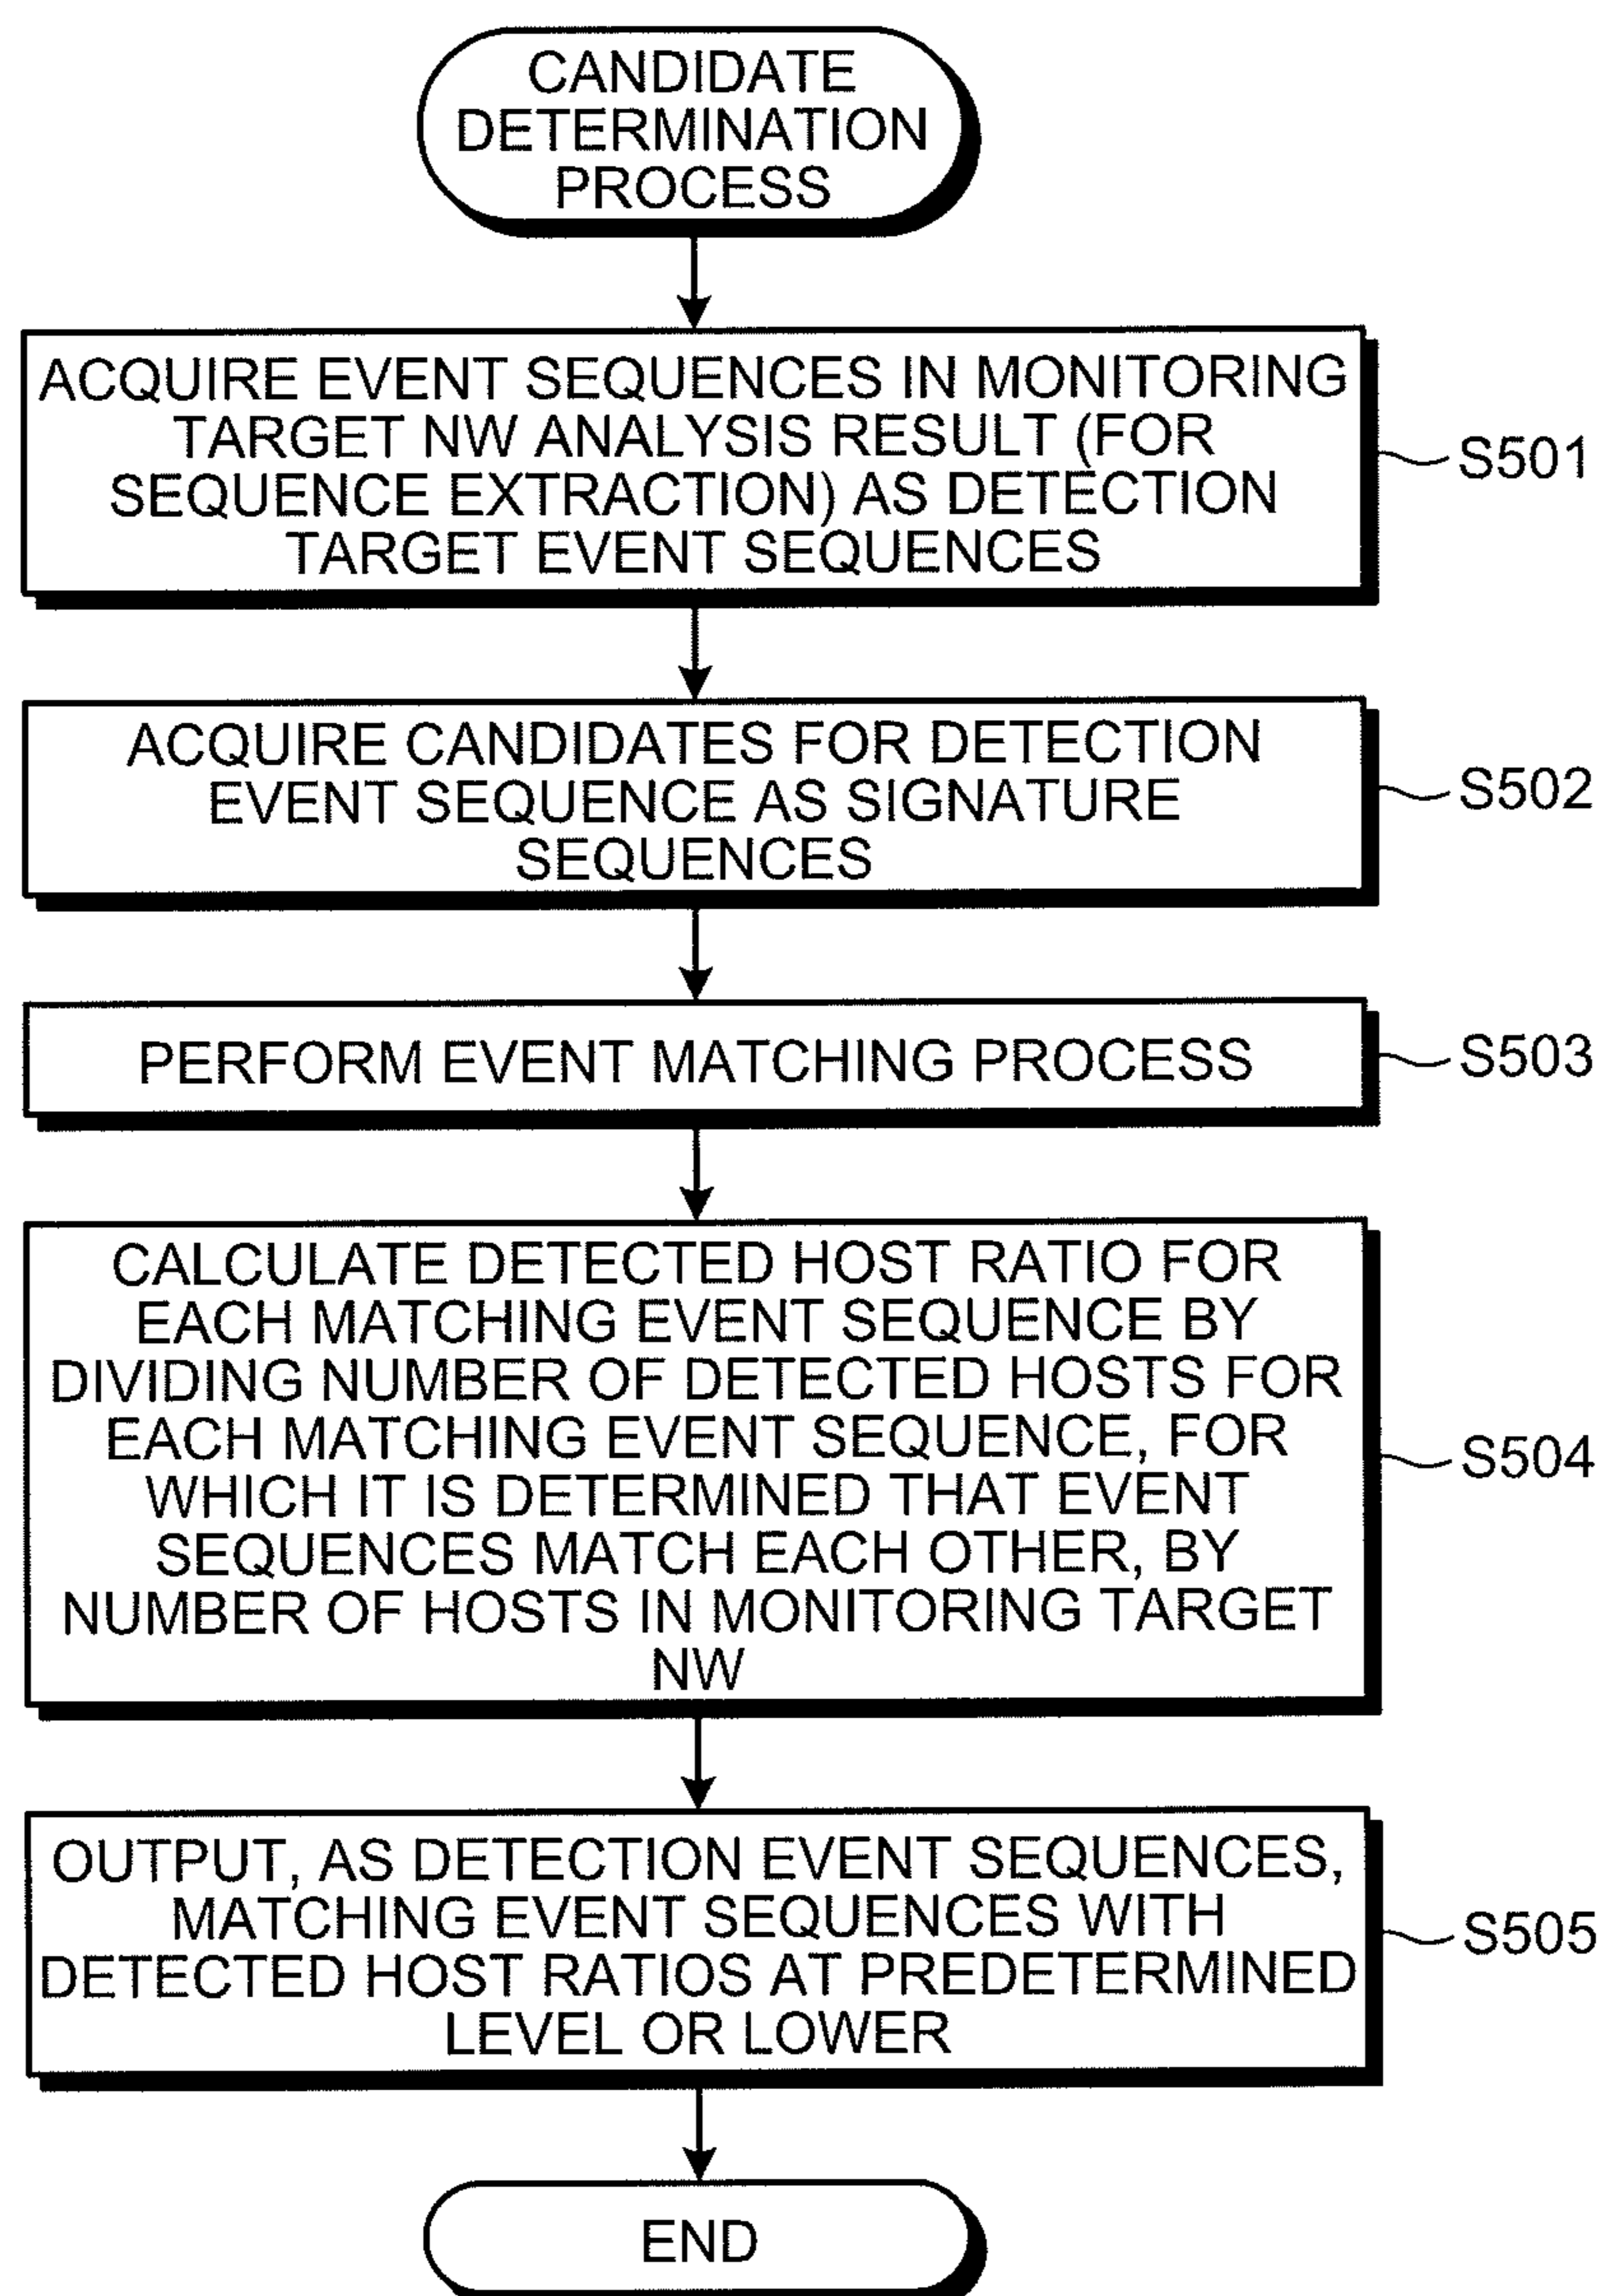 CANDIDATE
DETERMINATION
PROCESS
ACQUIRE EVENT SEQUENCES IN MONITORING
TARGET NW ANALYSIS RESULT (FOR
SEQUENCE EXTRACTION) AS DETECTION
TARGET EVENT SEQUENCES
S501
ACQUIRE CANDIDATES FOR DETECTION
EVENT SEQUENCE AS SIGNATURE
SEQUENCES
S502
PERFORM EVENT MATCHING PROCESS
S503
CALCULATE DETECTED HOST RATIO FOR
EACH MATCHING EVENT SEQUENCE BY
DIVIDING NUMBER OF DETECTED HOSTS FOR
EACH MATCHING EVENT SEQUENCE, FOR
WHICH IT IS DETERMINED THAT EVENT
SEQUENCES MATCH EACH OTHER, BY
NUMBER OF HOSTS IN MONITORING TARGET
NW
S504
OUTPUT, AS DETECTION EVENT SEQUENCES,
MATCHING EVENT SEQUENCES WITH
DETECTED HOST RATIOS AT PREDETERMINED
LEVEL OR LOWER
S505
END